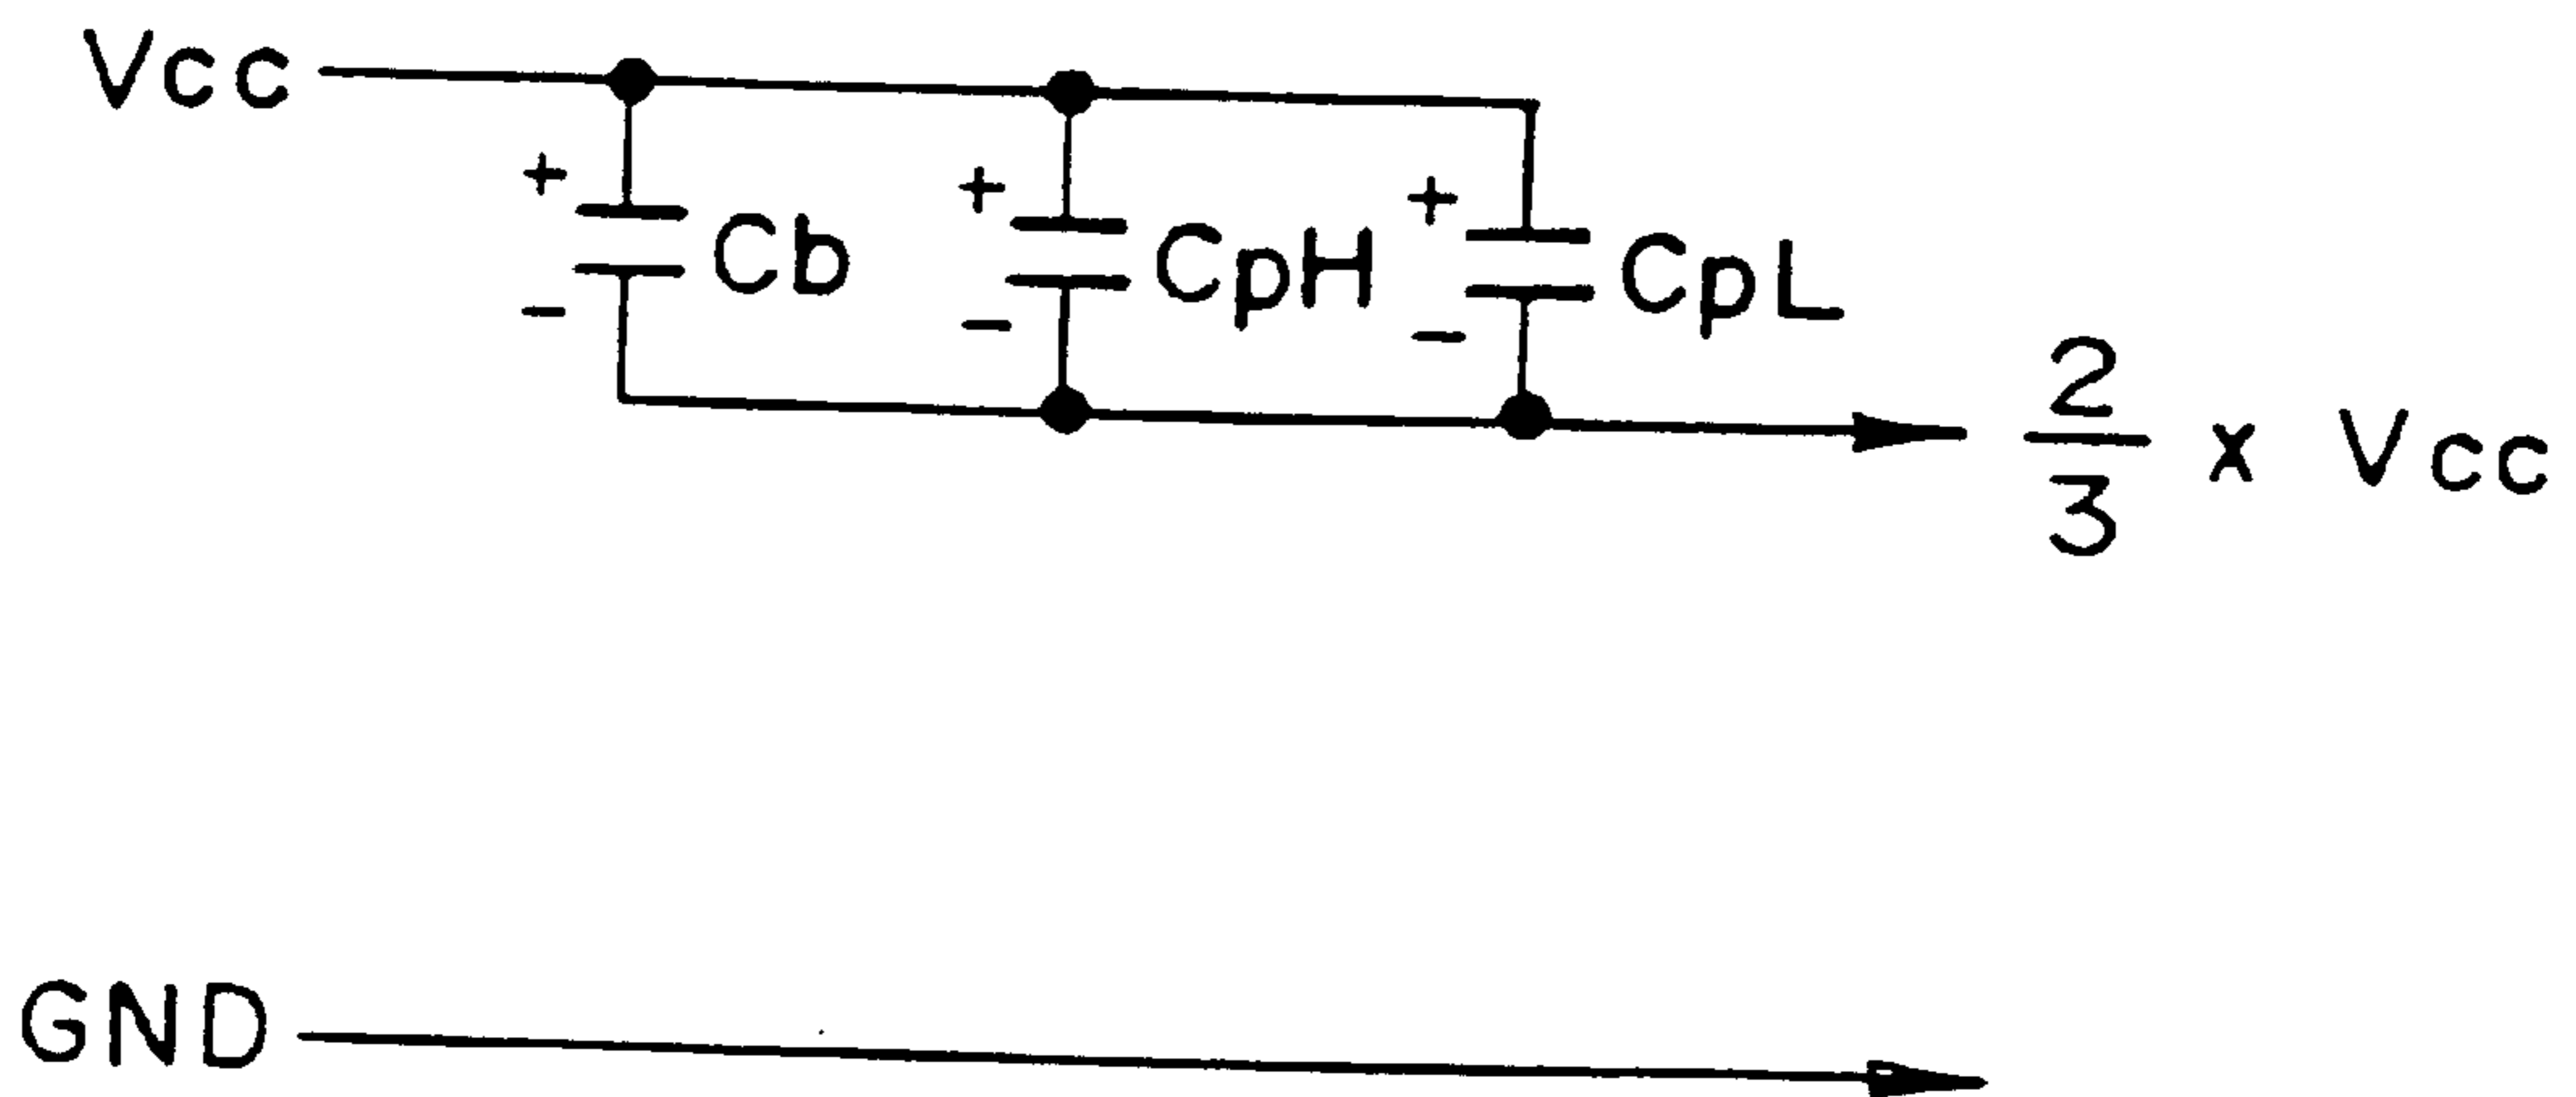 Vcc
+ + +
Cb CpH CpL
- - -
2/3 x Vcc
GND